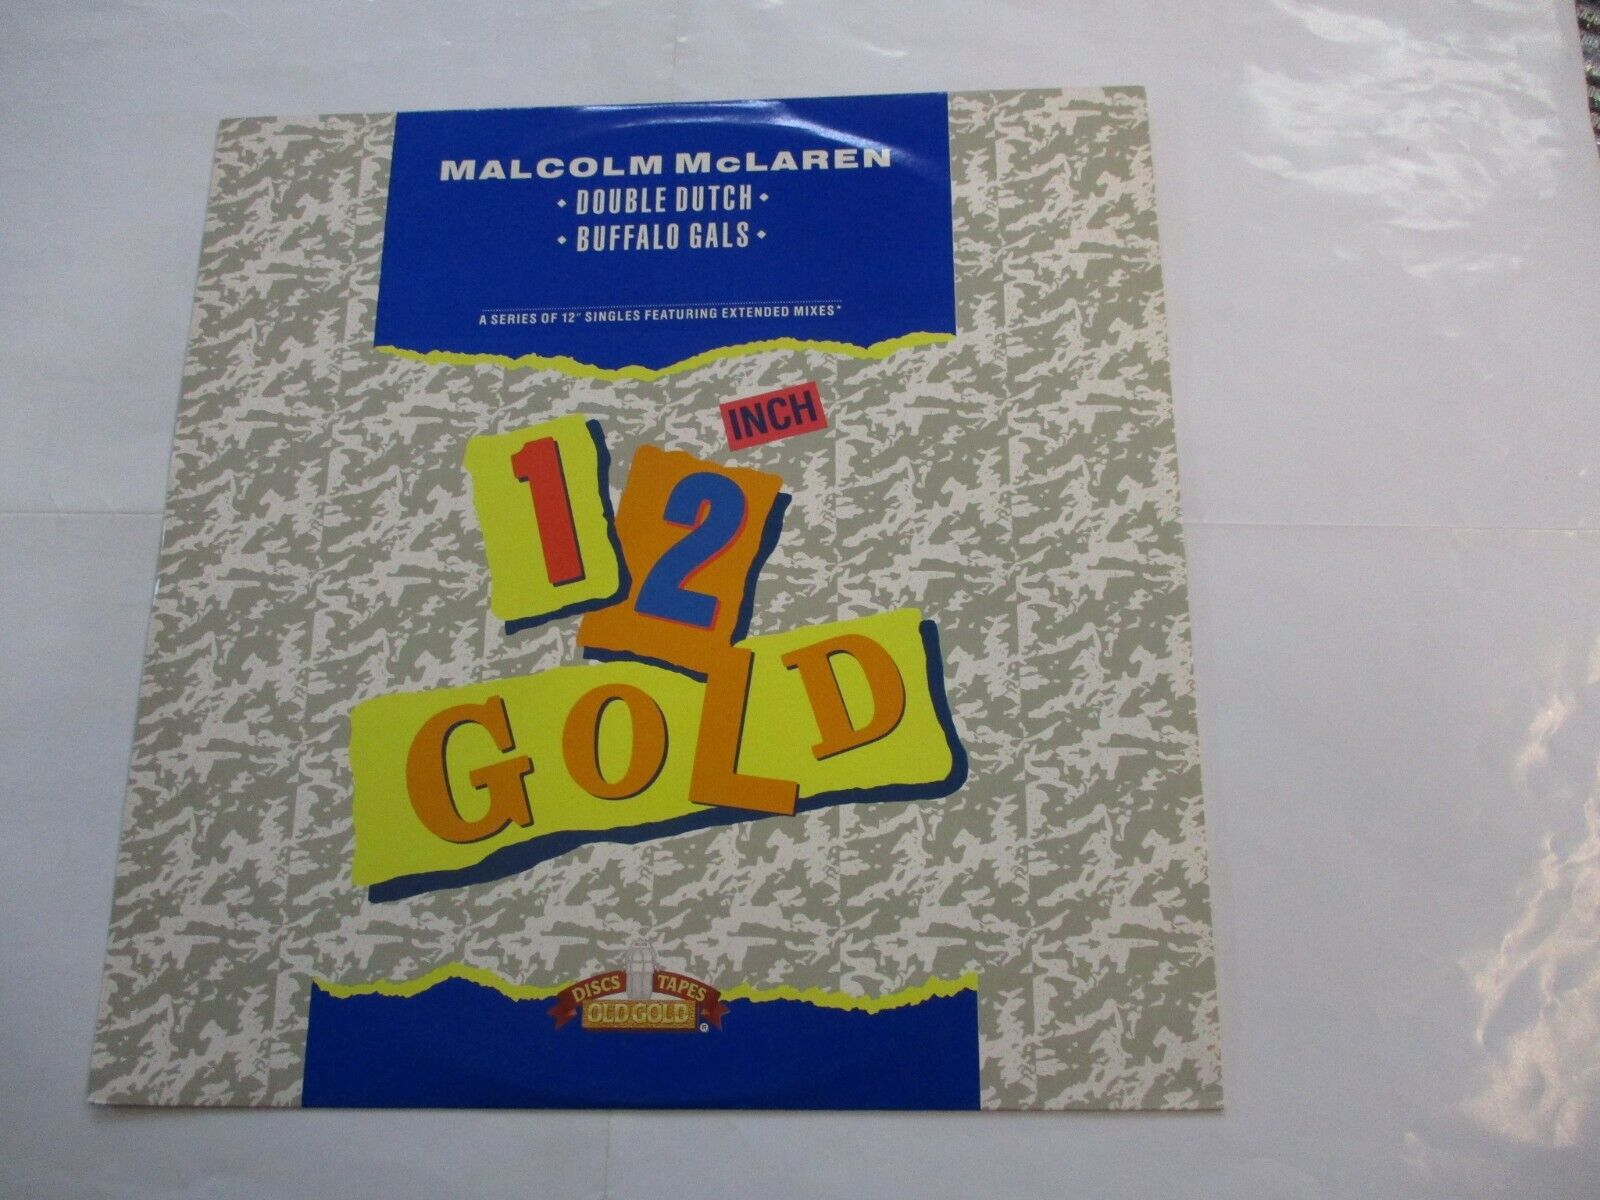 MALCOLM McLAREN
• DOUBLE DUTCH •
• BUFFALO GALS •
A SERIES OF 12" SINGLES FEATURING EXTENDED MIXES*
INCH
12
GOLD
DISCS TAPES
OLD GOLD ®